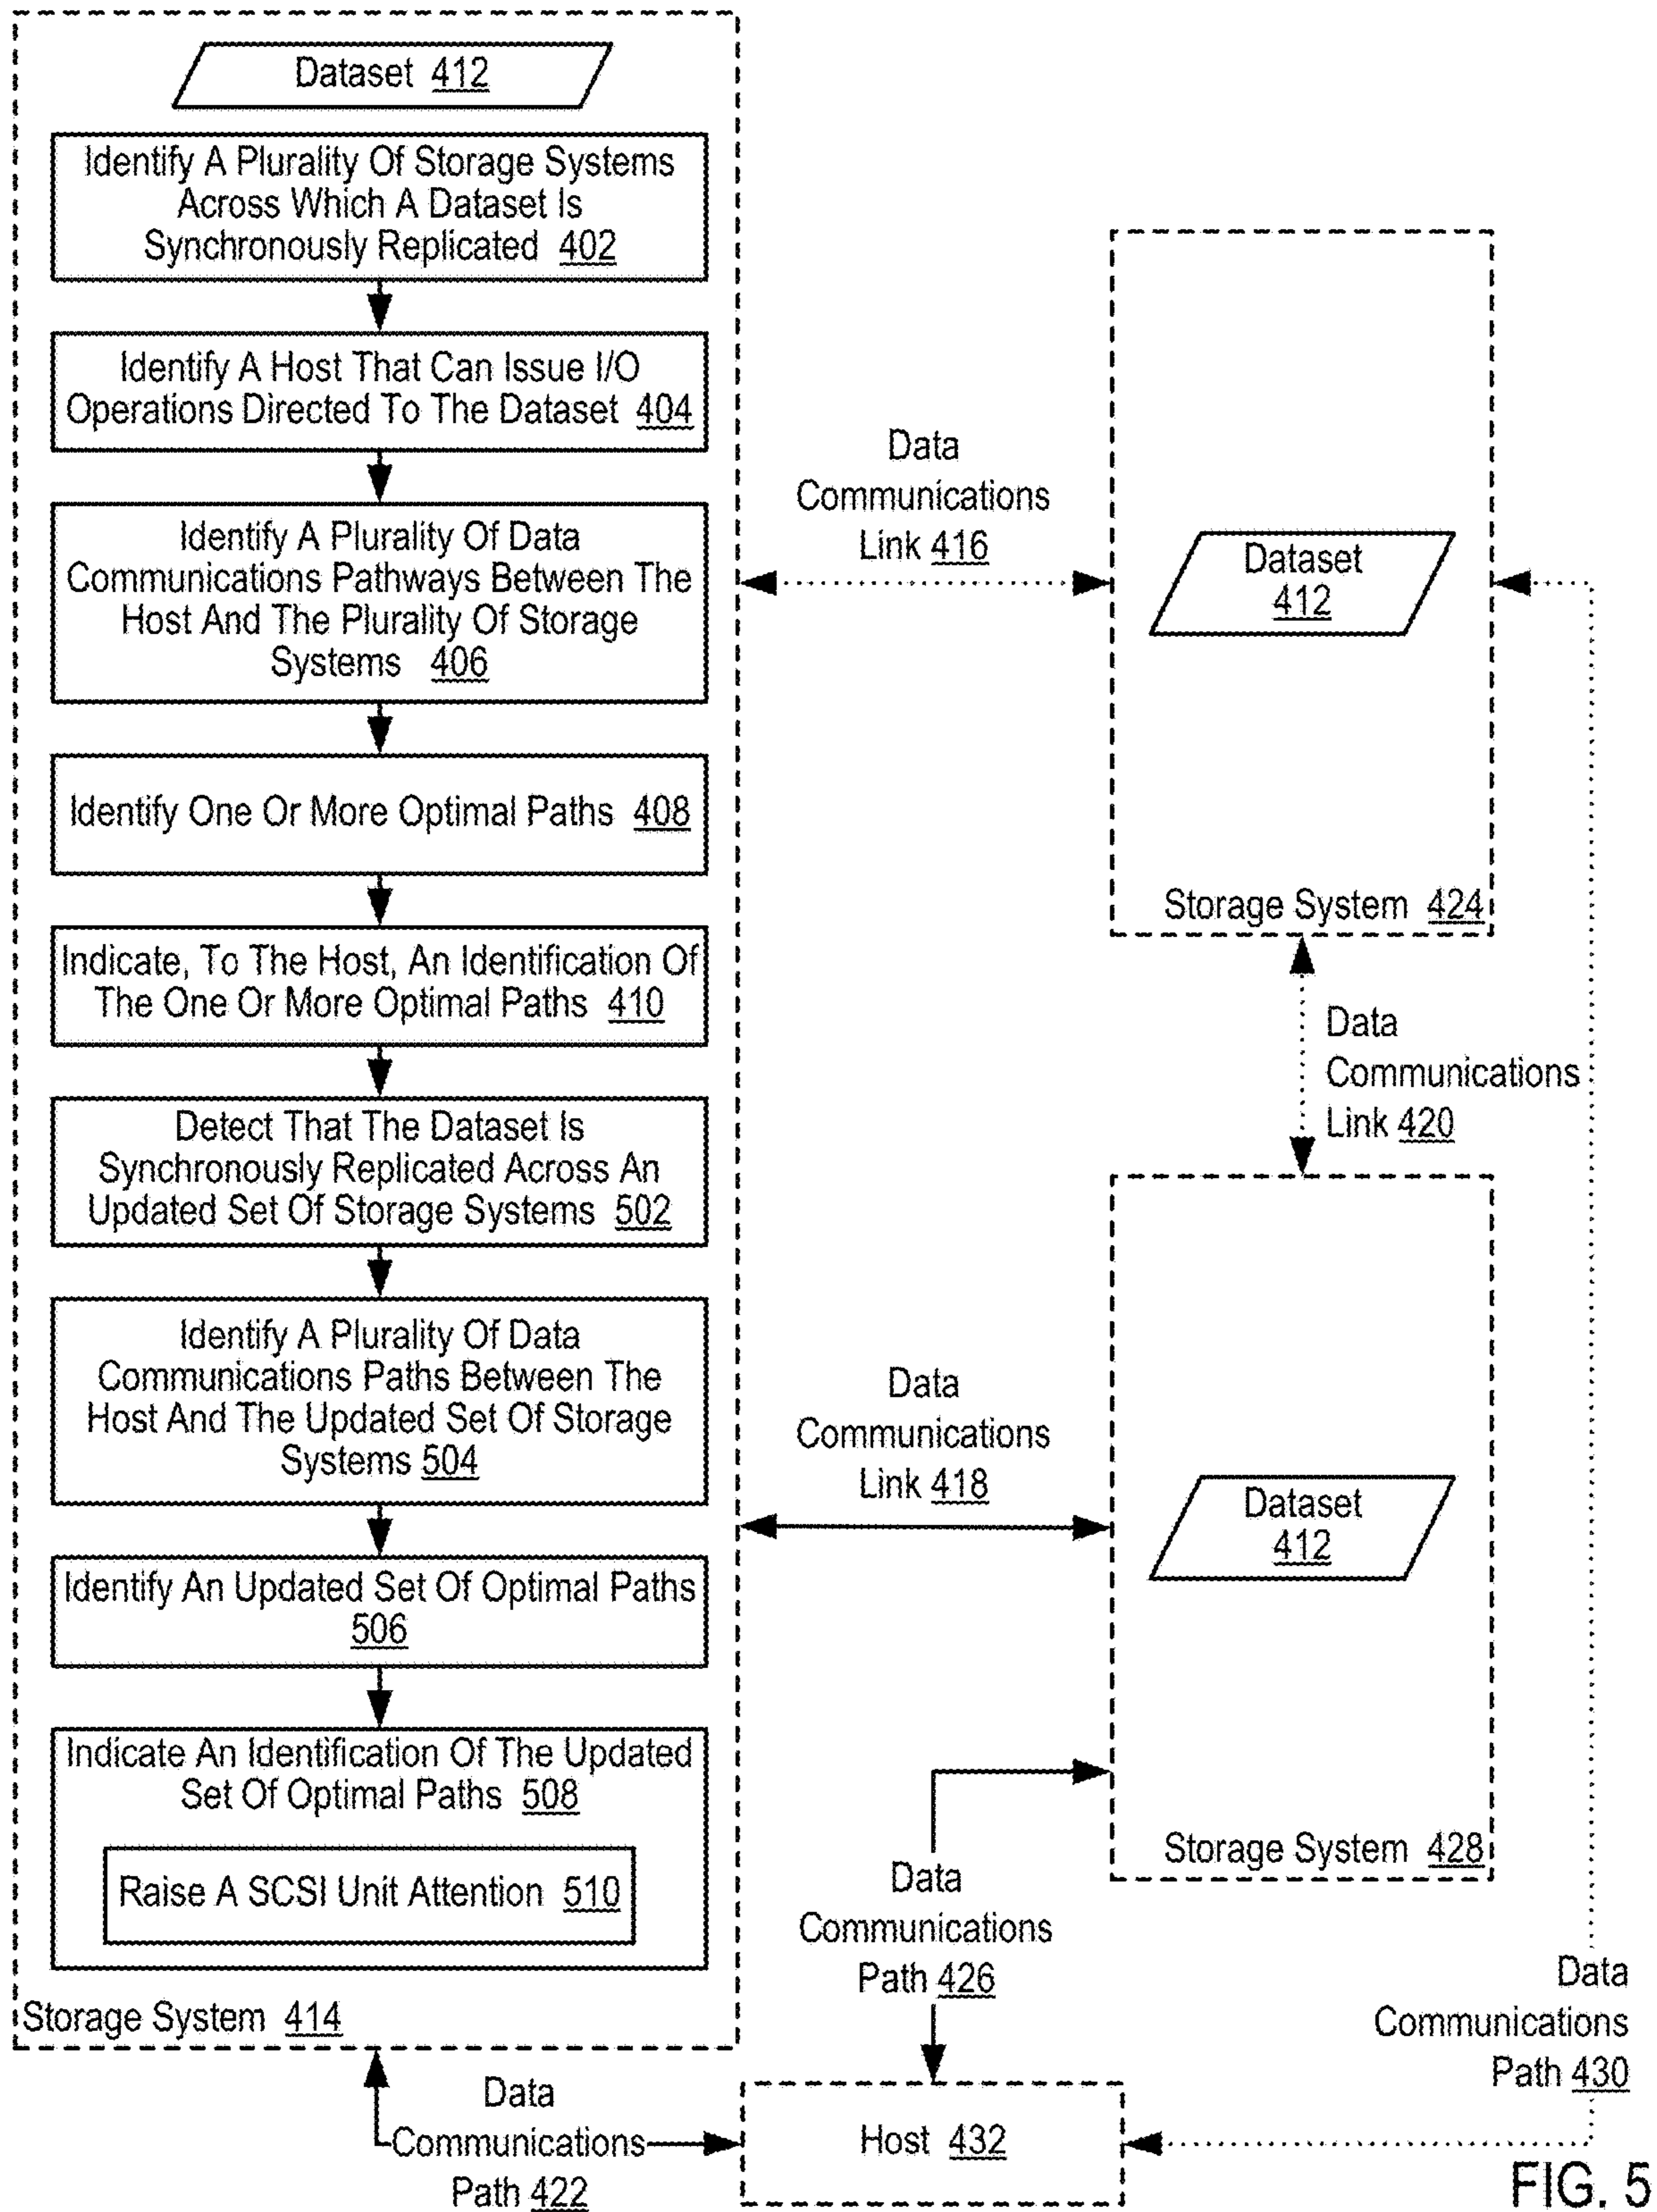 Dataset 412
Identify A Plurality Of Storage Systems
Across Which A Dataset Is
Synchronously Replicated 402
Identify A Host That Can Issue I/O
Operations Directed To The Dataset 404
Identify A Plurality Of Data
Communications Pathways Between The
Host And The Plurality Of Storage
Systems 406
Identify One Or More Optimal Paths 408
Indicate, To The Host, An Identification Of
The One Or More Optimal Paths 410
Detect That The Dataset Is
Synchronously Replicated Across An
Updated Set Of Storage Systems 502
Identify A Plurality Of Data
Communications Paths Between The
Host And The Updated Set Of Storage
Systems 504
Identify An Updated Set Of Optimal Paths
506
Indicate An Identification Of The Updated
Set Of Optimal Paths 508
Raise A SCSI Unit Attention 510
Storage System 414
Data
Communications
Link 416
Dataset
412
Storage System 424
Data
Communications
Link 420
Data
Communications
Link 418
Dataset
412
Storage System 428
Data
Communications
Path 426
Data
Communications
Path 430
Data
Communications
Path 422
Host 432
FIG. 5